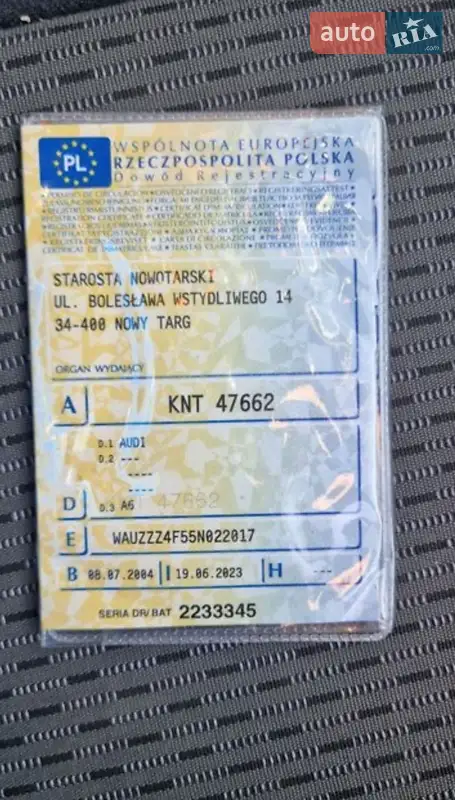 auto RIA
.com
PL
WSPÓLNOTA EUROPEJSKA
RZECZPOSPOLITA POLSKA
Dowód Rejestracyjny
STAROSTA NOWOTARSKI
UL. BOLESŁAWA WSTYDLIWEGO 14
34-400 NOWY TARG
ORGAN WYDAJĄCY
A KNT 47662
D.1 AUDI
D.2 ---
----
----
D D.3 A6
E WAUZZZ4F55N022017
B 08.07.2004 I 19.06.2023 H ---
SERIA DR/BAT 2233345